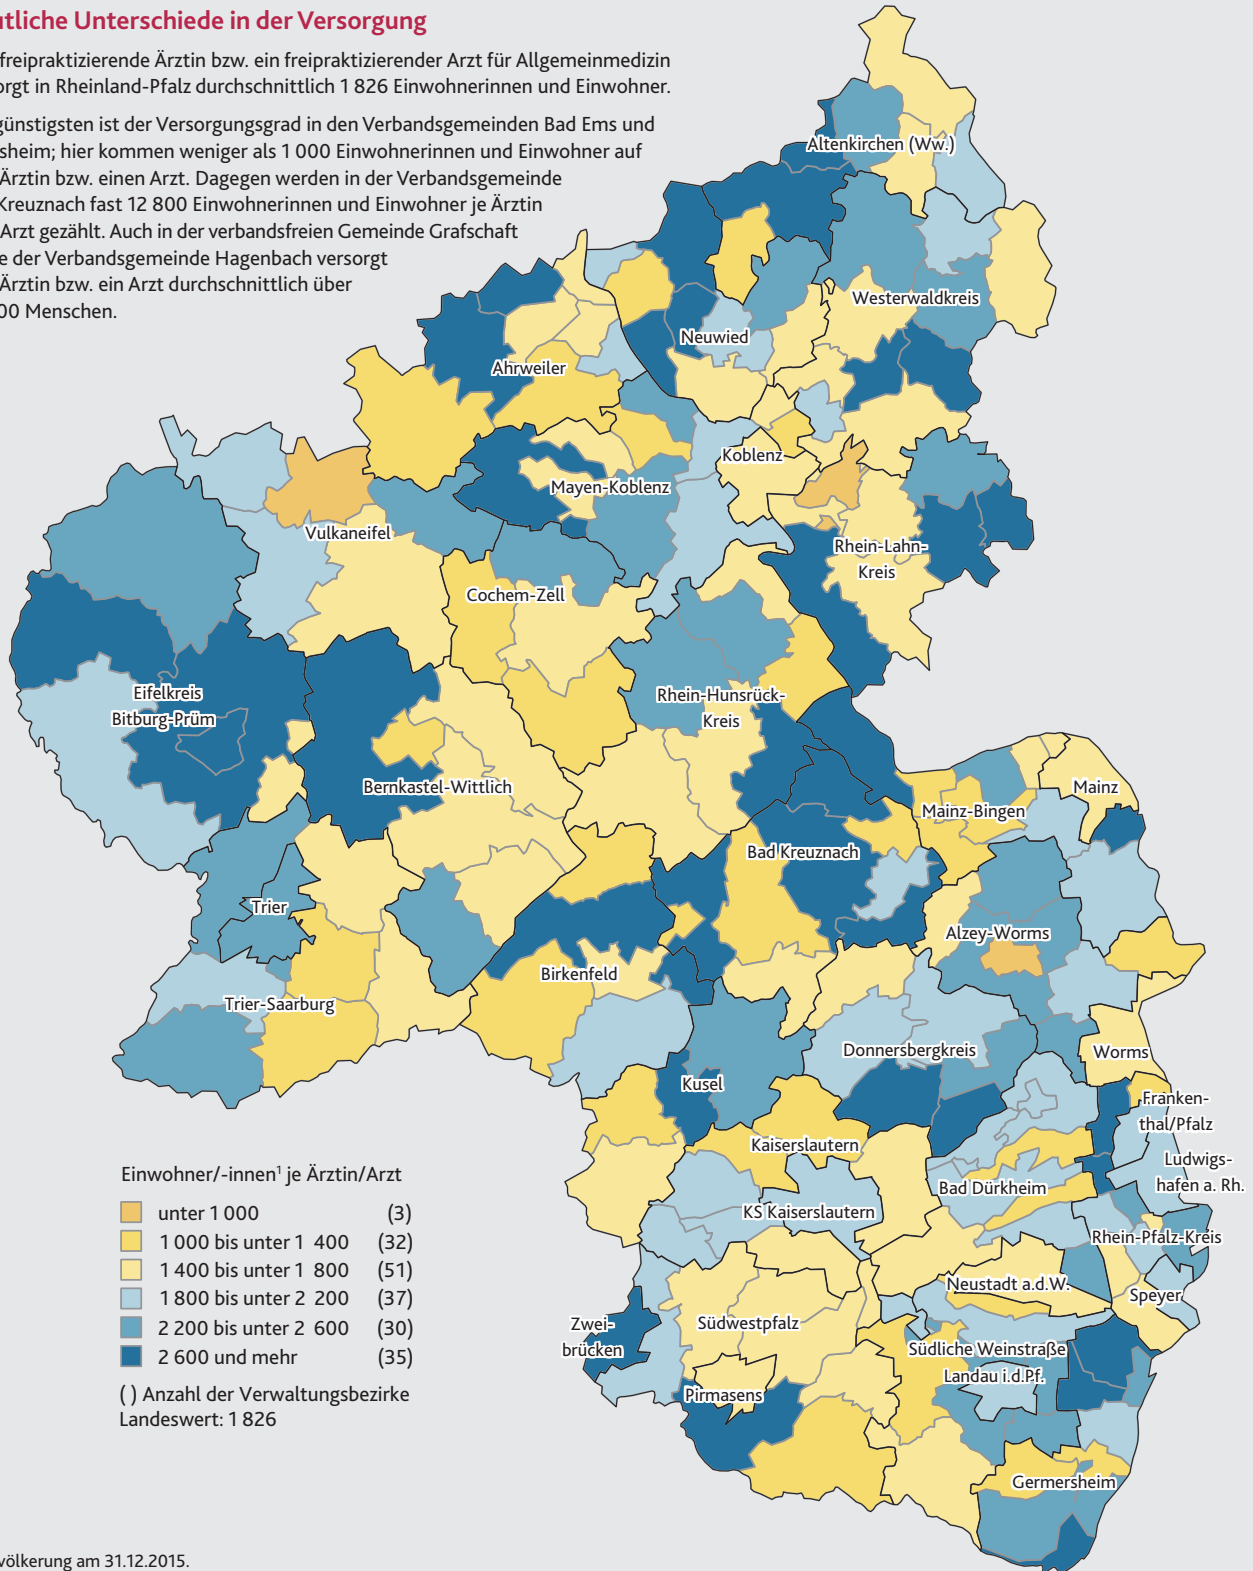 tliche Unterschiede in der Versorgung
freipraktizierende Ärztin bzw. ein freipraktizierender Arzt für Allgemeinmedizin
orgt in Rheinland-Pfalz durchschnittlich 1 826 Einwohnerinnen und Einwohner.
günstigsten ist der Versorgungsgrad in den Verbandsgemeinden Bad Ems und
sheim; hier kommen weniger als 1 000 Einwohnerinnen und Einwohner auf
Ärztin bzw. einen Arzt. Dagegen werden in der Verbandsgemeinde
Kreuznach fast 12 800 Einwohnerinnen und Einwohner je Ärztin
Arzt gezählt. Auch in der verbandsfreien Gemeinde Grafschaft
e der Verbandsgemeinde Hagenbach versorgt
Ärztin bzw. ein Arzt durchschnittlich über
00 Menschen.
Altenkirchen (Ww.)
Westerwaldkreis
Neuwied
Ahrweiler
Koblenz
Mayen-Koblenz
Vulkaneifel
Rhein-Lahn-
Kreis
Cochem-Zell
Eifelkreis
Bitburg-Prüm
Rhein-Hunsrück-
Kreis
Bernkastel-Wittlich
Mainz
Mainz-Bingen
Bad Kreuznach
Trier
Alzey-Worms
Birkenfeld
Trier-Saarburg
Donnersbergkreis
Worms
Kusel
Franken-
thal/Pfalz
Kaiserslautern
Ludwigs-
hafen a. Rh.
Bad Dürkheim
KS Kaiserslautern
Rhein-Pfalz-Kreis
Neustadt a.d.W.
Speyer
Zwei-
brücken
Südwestpfalz
Südliche Weinstraße
Landau i.d.Pf.
Pirmasens
Germersheim
Einwohner/-innen¹ je Ärztin/Arzt
unter 1 000 (3)
1 000 bis unter 1 400 (32)
1 400 bis unter 1 800 (51)
1 800 bis unter 2 200 (37)
2 200 bis unter 2 600 (30)
2 600 und mehr (35)
( ) Anzahl der Verwaltungsbezirke
Landeswert: 1 826
völkerung am 31.12.2015.